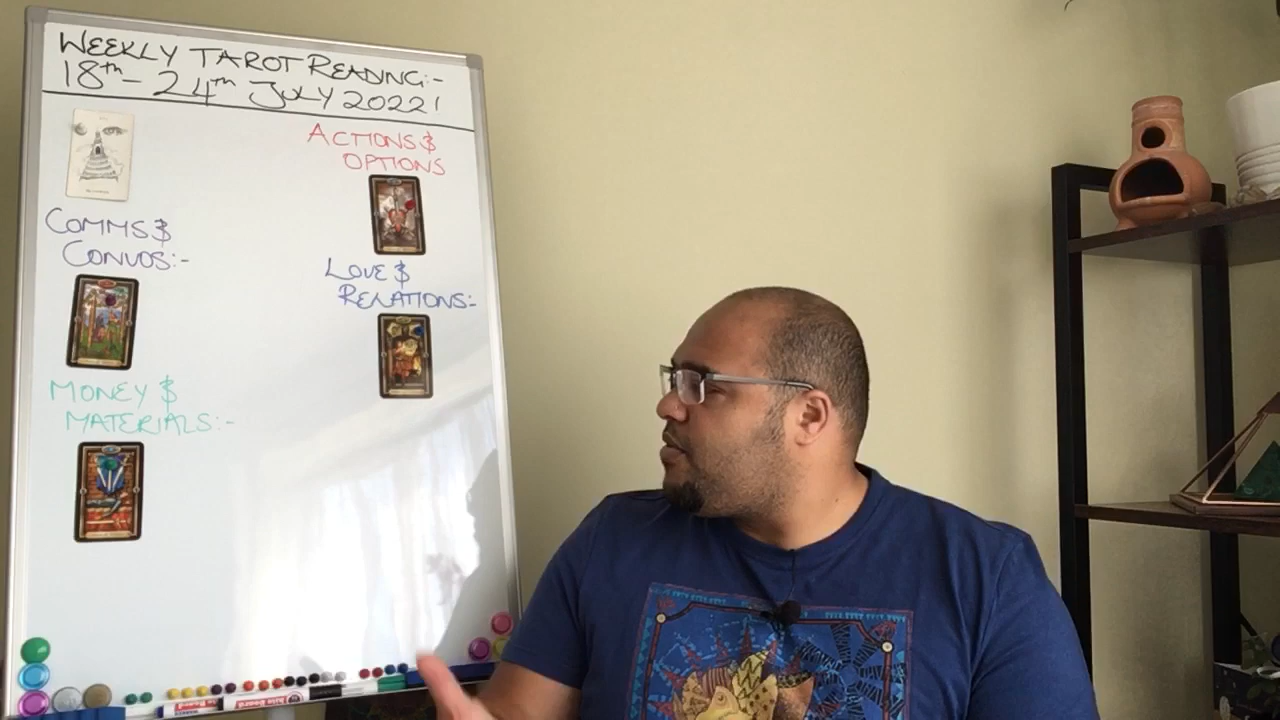 WEEKLY TAROT READING:-
18th - 24th JULY 2022!
ACTIONS &
OPTIONS
COMMS &
CONVOS:-
LOVE &
RELATIONS:-
MONEY &
MATERIALS:-